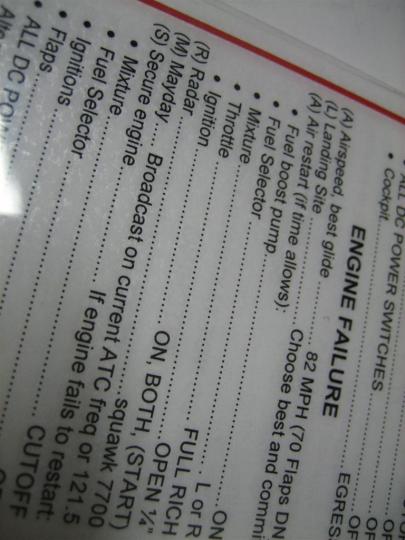 • ALL DC POWER SWITCHES
• Cockpit ........ EGRES
ENGINE FAILURE
(A) Airspeed, best glide ........ 82 MPH (70 Flaps DN
(L) Landing Site ........ Choose best and commi
(A) Air restart (if time allows):
• Fuel boost pump ........ ON
• Fuel Selector ........ L or R
• Mixture ........ FULL RICH
• Throttle ........ OPEN ¼"
• Ignition ........ ON, BOTH, (START)
(R) Radar ........ squawk 7700
(M) Mayday ........ Broadcast on current ATC freq or 121.5
(S) Secure engine ........ If engine fails to restart:
• Mixture ........ CUTOFF
• Fuel Selector
• Ignitions
• Flaps
• ALL DC